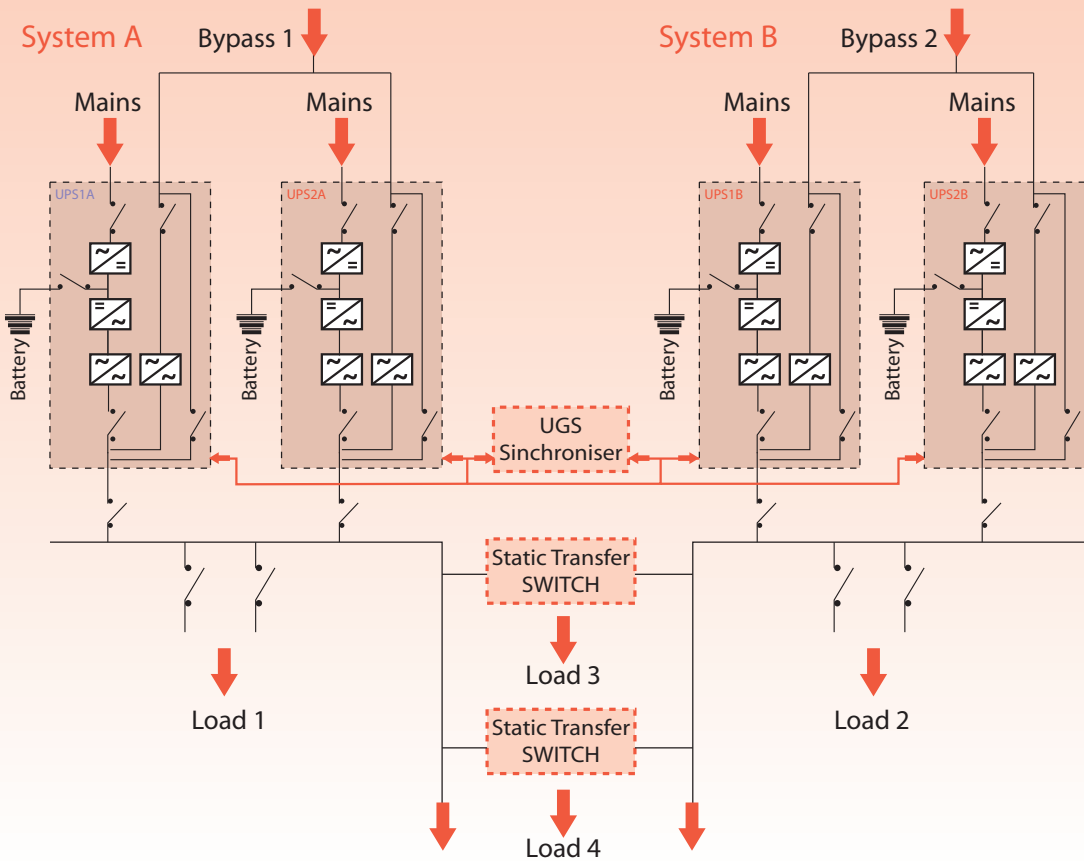 System A
Bypass 1
System B
Bypass 2
Mains
Mains
Mains
Mains
UPS1A
UPS2A
UPS1B
UPS2B
Battery
Battery
Battery
Battery
UGS
Sinchroniser
Static Transfer
SWITCH
Load 3
Load 1
Load 2
Static Transfer
SWITCH
Load 4